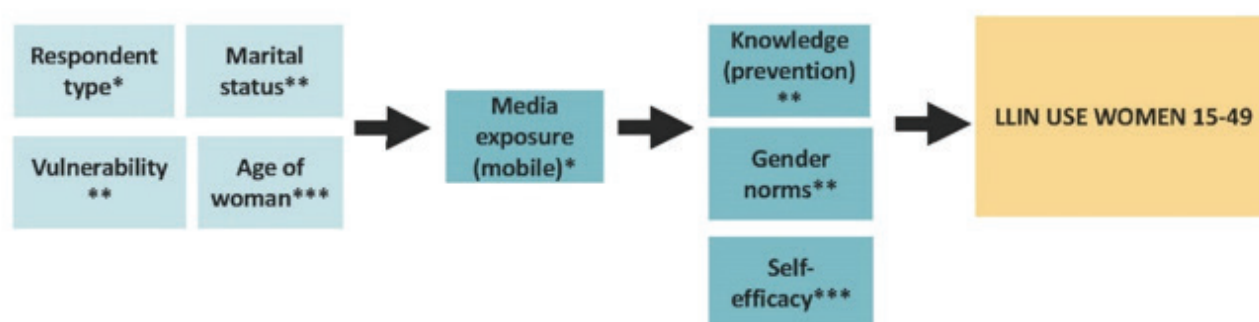 Respondent
type*
Marital
status**
Vulnerability
**
Age of
woman***
Media
exposure
(mobile)*
Knowledge
(prevention)
**
Gender
norms**
Self-
efficacy***
LLIN USE WOMEN 15-49